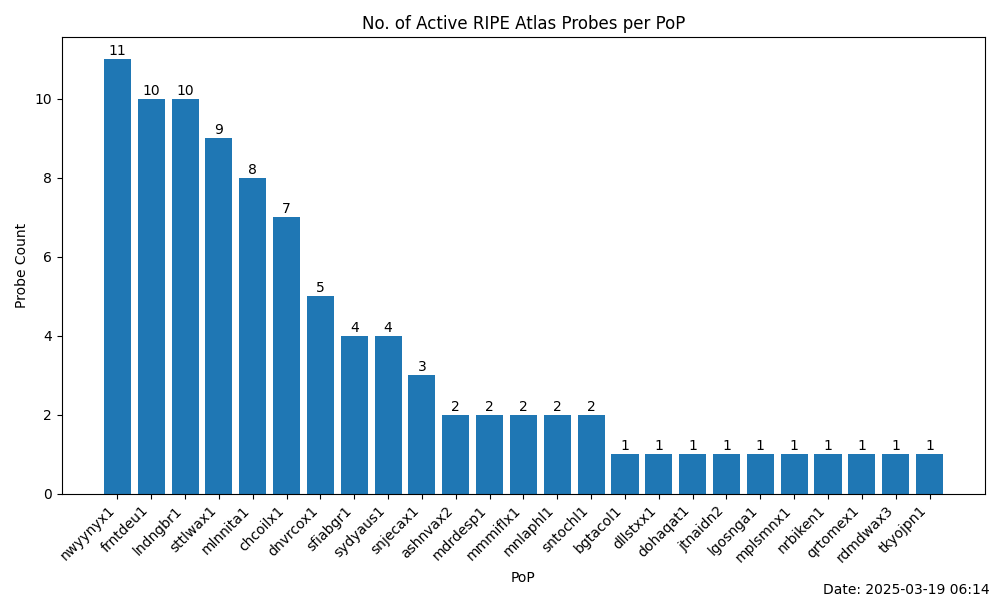 No. of Active RIPE Atlas Probes per PoP
Probe Count
10
8
6
4
2
0
11
10
10
9
8
7
5
4
4
3
2
2
2
2
2
1
1
1
1
1
1
1
1
1
1
nwyynyx1
frntdeu1
lndngbr1
sttlwax1
mlnnita1
chcoilx1
dnvrcox1
sfiabgr1
sydyaus1
snjecax1
ashnvax2
mdrdesp1
mmmiflx1
mnlaphl1
sntochl1
bgtacol1
dllstxx1
dohaqat1
jtnaidn2
lgosnga1
mplsmnx1
nrbiken1
qrtomex1
rdmdwax3
tkyojpn1
PoP
Date: 2025-03-19 06:14